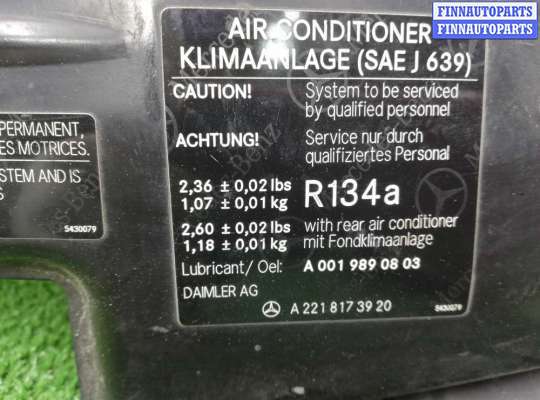 FINNAUTOPARTS
FINNAUTOPARTS
AIR CONDITIONER
KLIMAANLAGE (SAE J 639)
CAUTION! System to be serviced
by qualified personnel
ACHTUNG! Service nur durch
qualifiziertes Personal
2,36 ± 0,02 lbs
1,07 ± 0,01 kg
R134a
2,60 ± 0,02 lbs with rear air conditioner
1,18 ± 0,01 kg mit Fondklimaanlage
Lubricant/ Oel: A 001 989 08 03
DAIMLER AG
A 221 817 39 20 5430079
PERMANENT,
ES MOTRICES.
STEM AND IS
S
5430079